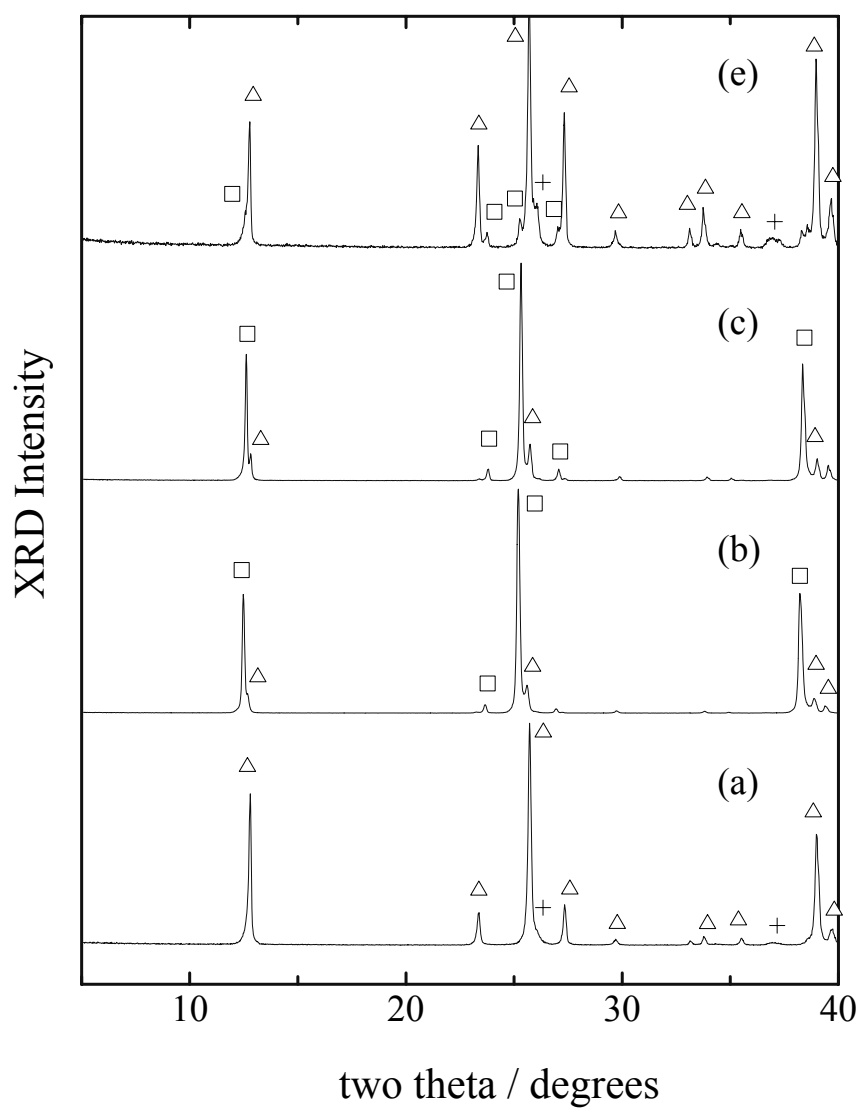 (e)
(c)
(b)
(a)
XRD Intensity
10 20 30 40
two theta / degrees